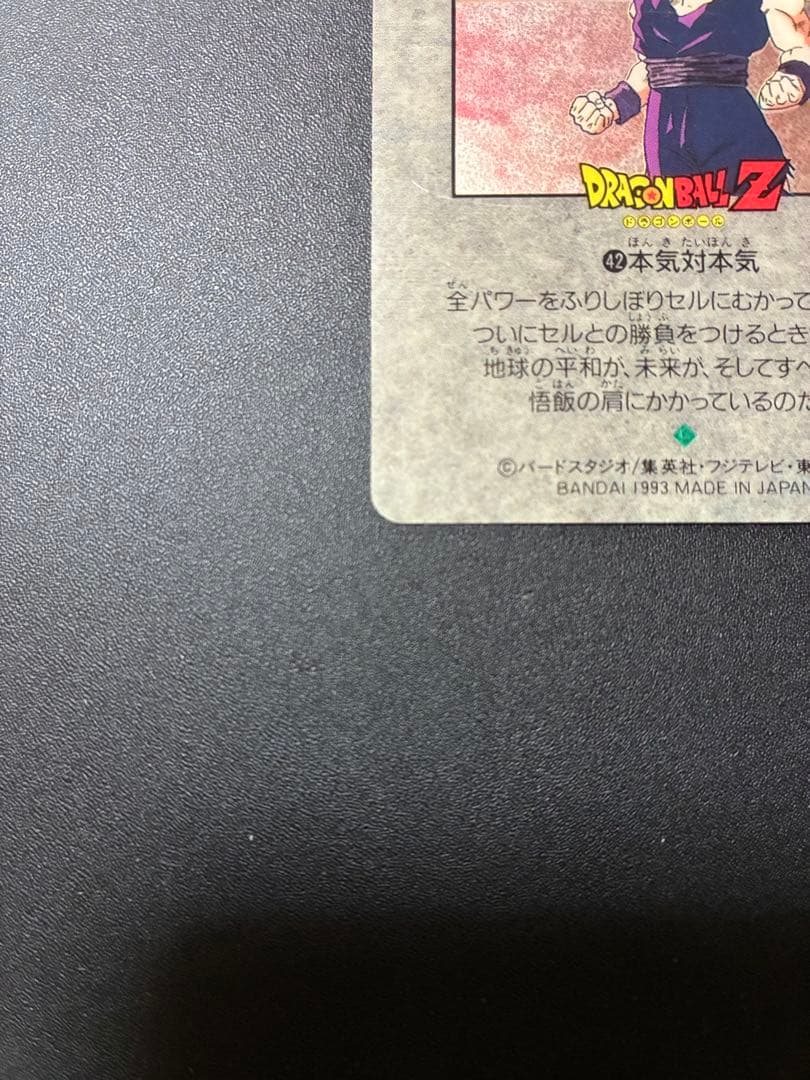 DRAGONBALL Z
ドラゴンボール
ほん き たいほん き
㊷本気対本気
ぜん
全パワーをふりしぼりセルにむかって
しょうぶ
ついにセルとの勝負をつけるとき
ち きゅう へい わ み らい
地球の平和が、未来が、そしてすべ
ご はん かた
悟飯の肩にかかっているのだ
©バードスタジオ/集英社・フジテレビ・東
BANDAI 1993 MADE IN JAPAN